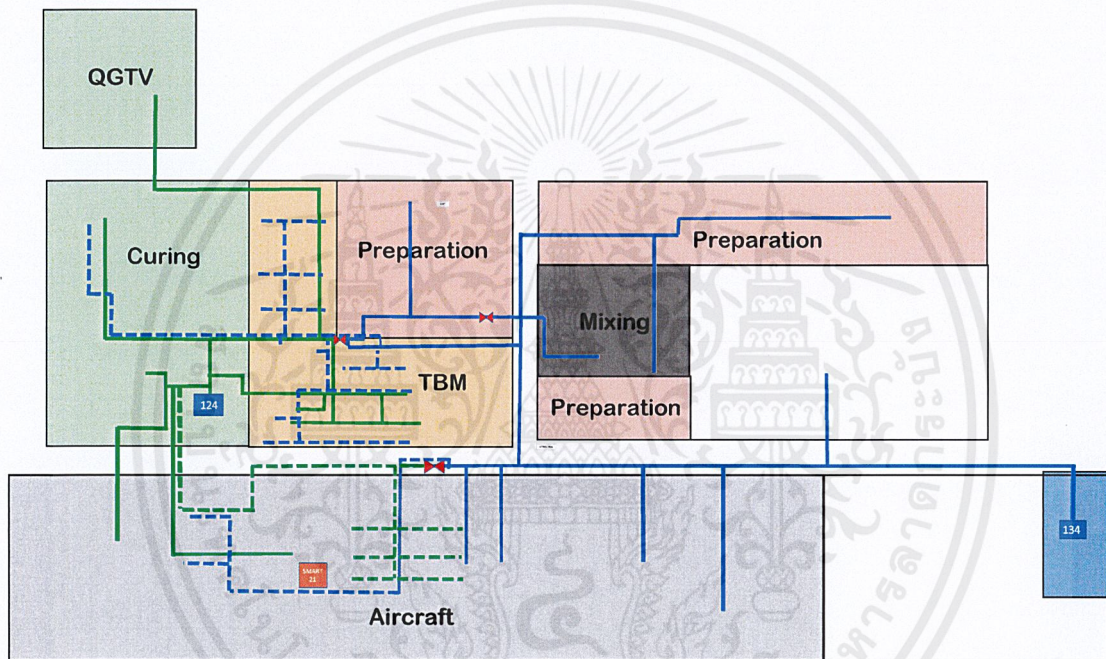 QGTV
Curing
Preparation
Preparation
Mixing
TBM
Preparation
124
134
SMART
21
Aircraft